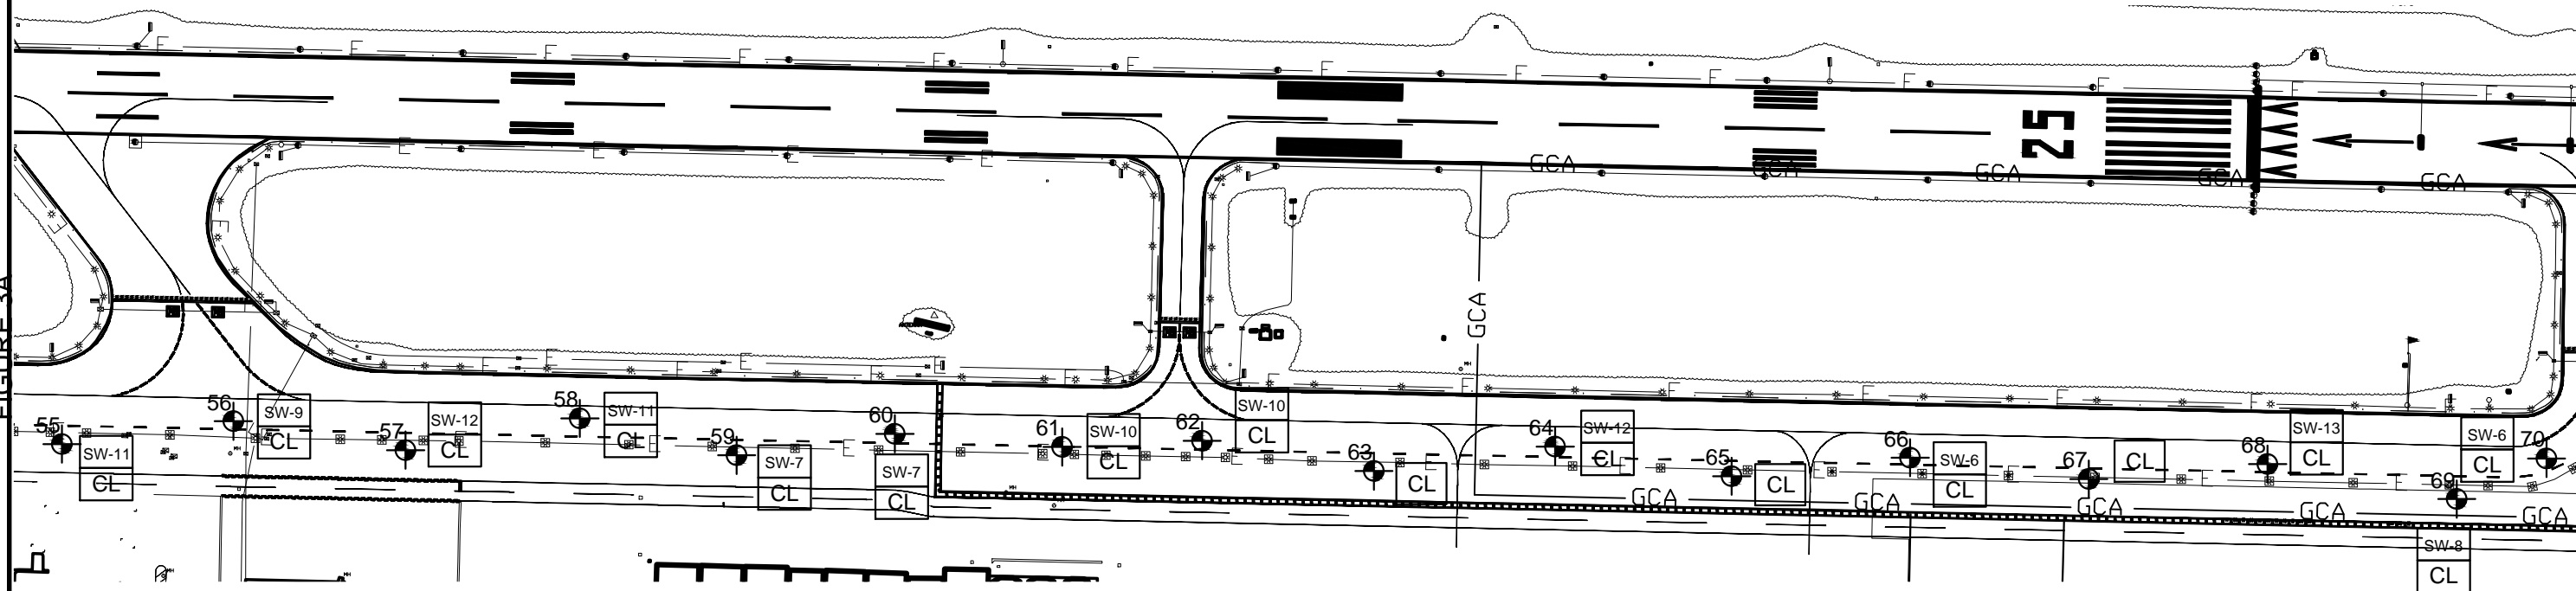 25
GCA
GCA
GCA
GCA
GCA
GCA
55
SW-11
CL
56
SW-9
CL
57
SW-12
CL
58
SW-11
CL
59
SW-7
CL
60
SW-7
CL
61
SW-10
CL
62
SW-10
CL
63
CL
64
SW-12
CL
65
CL
66
SW-6
CL
67
CL
68
SW-13
CL
69
SW-8
CL
70
SW-6
CL
GCA
GCA
GCA
GCA
GCA